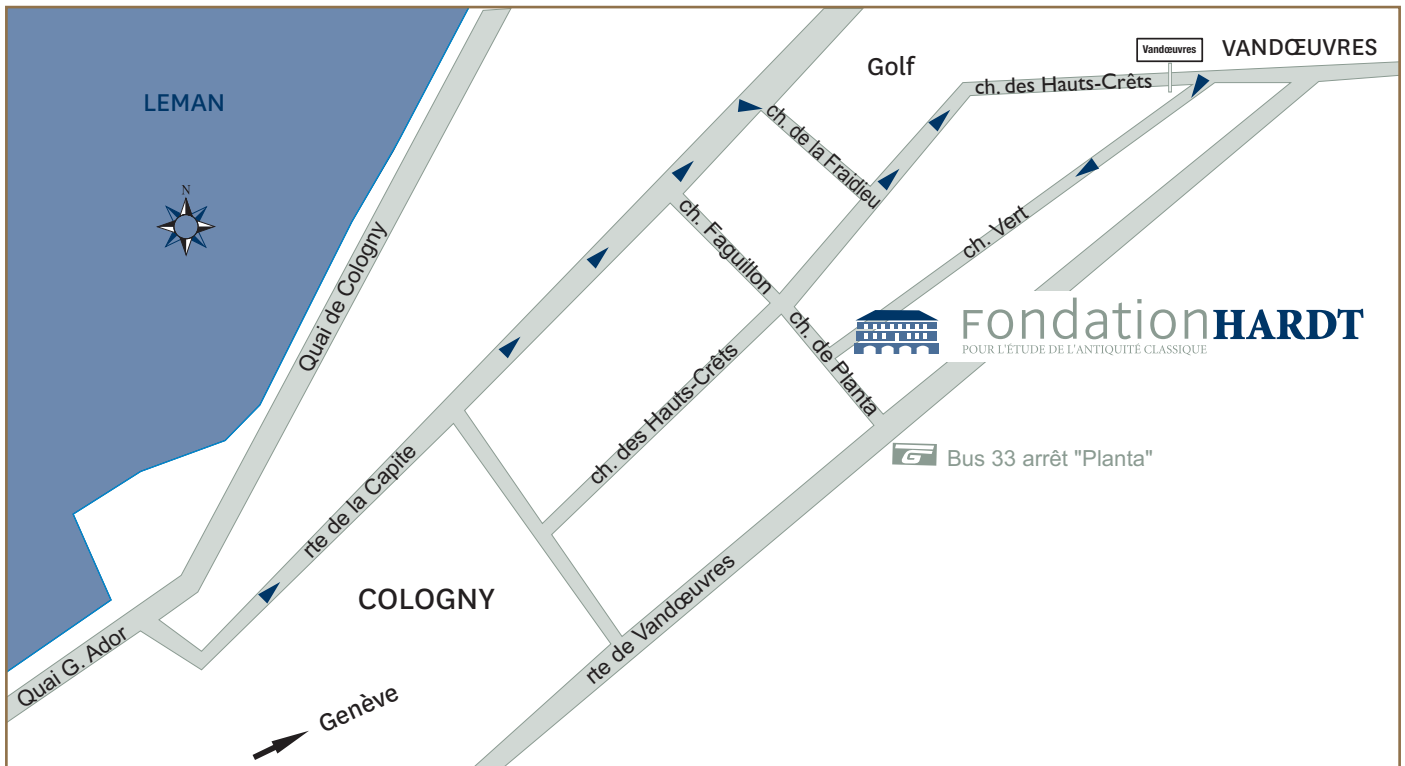 Vandœuvres
VANDŒUVRES
Golf
ch. des Hauts-Crêts
LEMAN
ch. de la Fraidieu
N
ch. Faguillon
ch. Vert
Quai de Cologny
FondationHARDT
POUR L'ÉTUDE DE L'ANTIQUITÉ CLASSIQUE
ch. de Planta
ch. des Hauts-Crêts
G Bus 33 arrêt "Planta"
rte de la Capite
COLOGNY
rte de Vandœuvres
Quai G. Ador
Genève